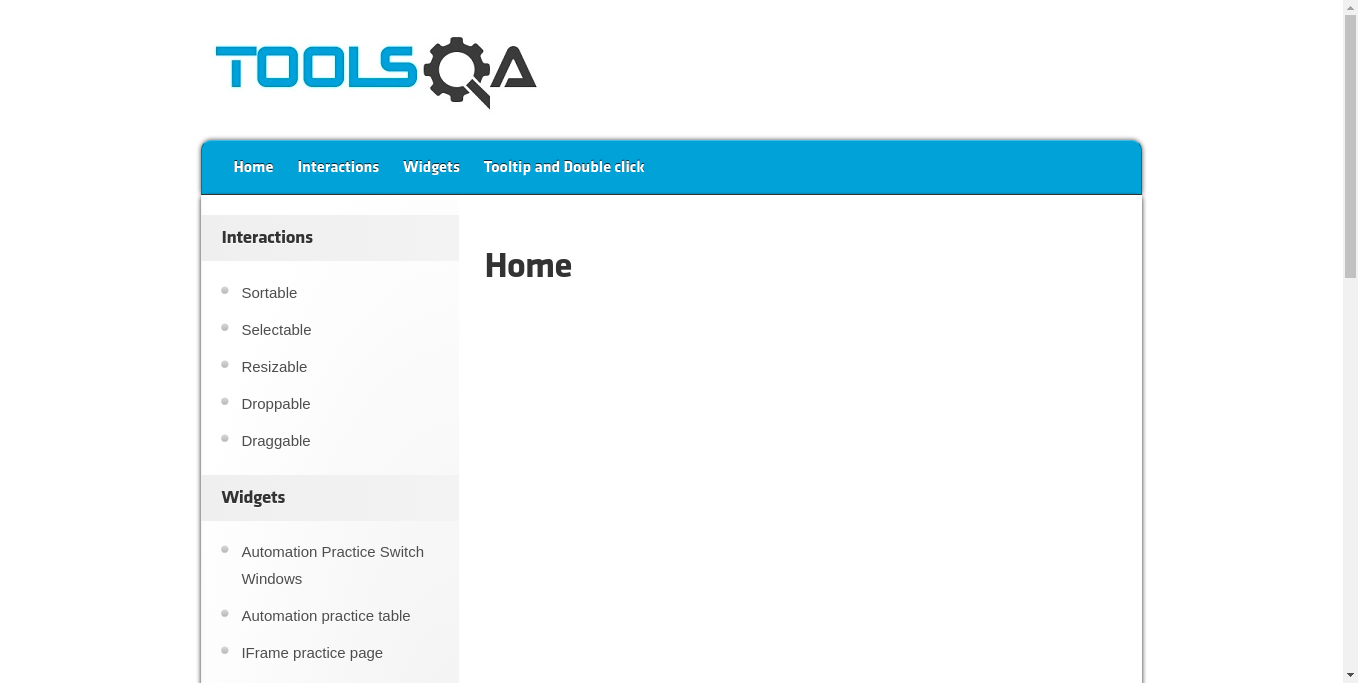 TOOLSQA
Home Interactions Widgets Tooltip and Double click
Interactions
Sortable
Selectable
Resizable
Droppable
Draggable
Widgets
Automation Practice Switch
Windows
Automation practice table
IFrame practice page
Home